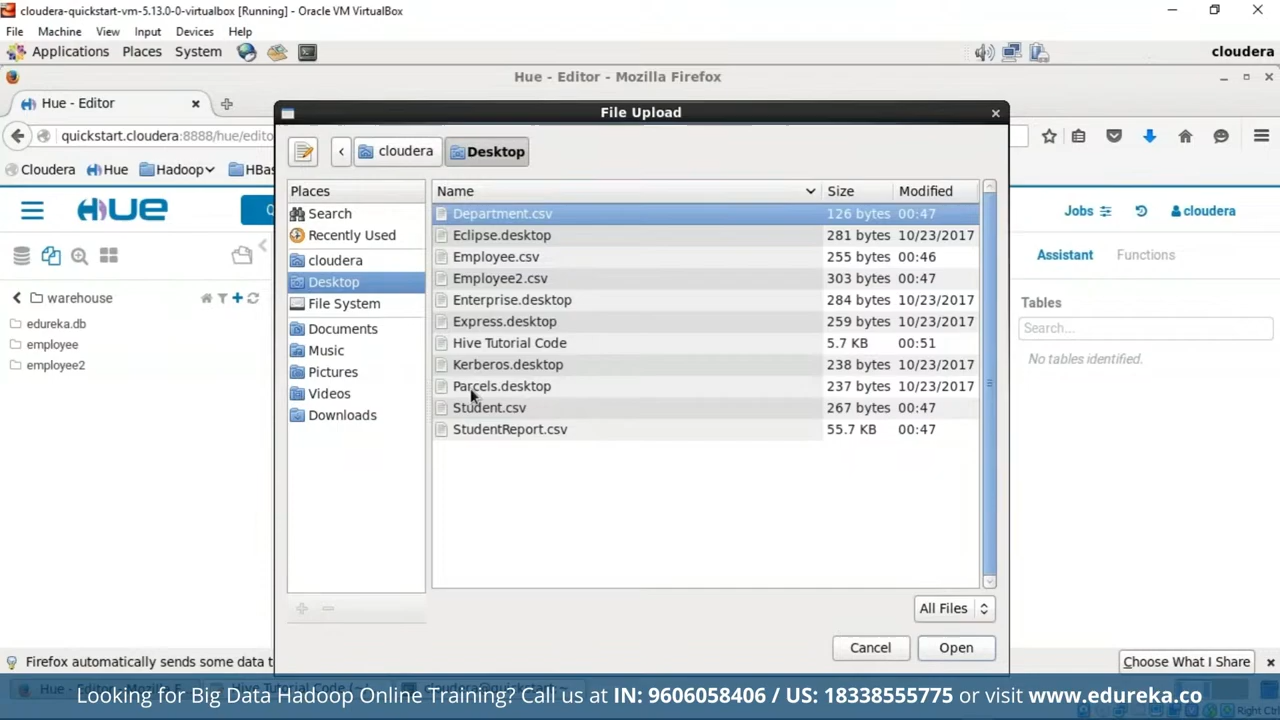 cloudera-quickstart-vm-5.13.0-0-virtualbox [Running] - Oracle VM VirtualBox
File Machine View Input Devices Help
Applications Places System cloudera
Hue - Editor - Mozilla Firefox
Hue - Editor
quickstart.cloudera:8888/hue/edito
Cloudera Hue Hadoop HBas
HUE Q Jobs cloudera
Assistant Functions
warehouse
edureka.db
employee
employee2
Tables
Search...
No tables identified.
File Upload
cloudera Desktop
Places
Search
Recently Used
cloudera
Desktop
File System
Documents
Music
Pictures
Videos
Downloads
Name Size Modified
Department.csv 126 bytes 00:47
Eclipse.desktop 281 bytes 10/23/2017
Employee.csv 255 bytes 00:46
Employee2.csv 303 bytes 00:47
Enterprise.desktop 284 bytes 10/23/2017
Express.desktop 259 bytes 10/23/2017
Hive Tutorial Code 5.7 KB 00:51
Kerberos.desktop 238 bytes 10/23/2017
Parcels.desktop 237 bytes 10/23/2017
Student.csv 267 bytes 00:47
StudentReport.csv 55.7 KB 00:47
All Files
Cancel Open
Firefox automatically sends some data t Choose What I Share
Looking for Big Data Hadoop Online Training? Call us at IN: 9606058406 / US: 18338555775 or visit www.edureka.co
Right Ctrl